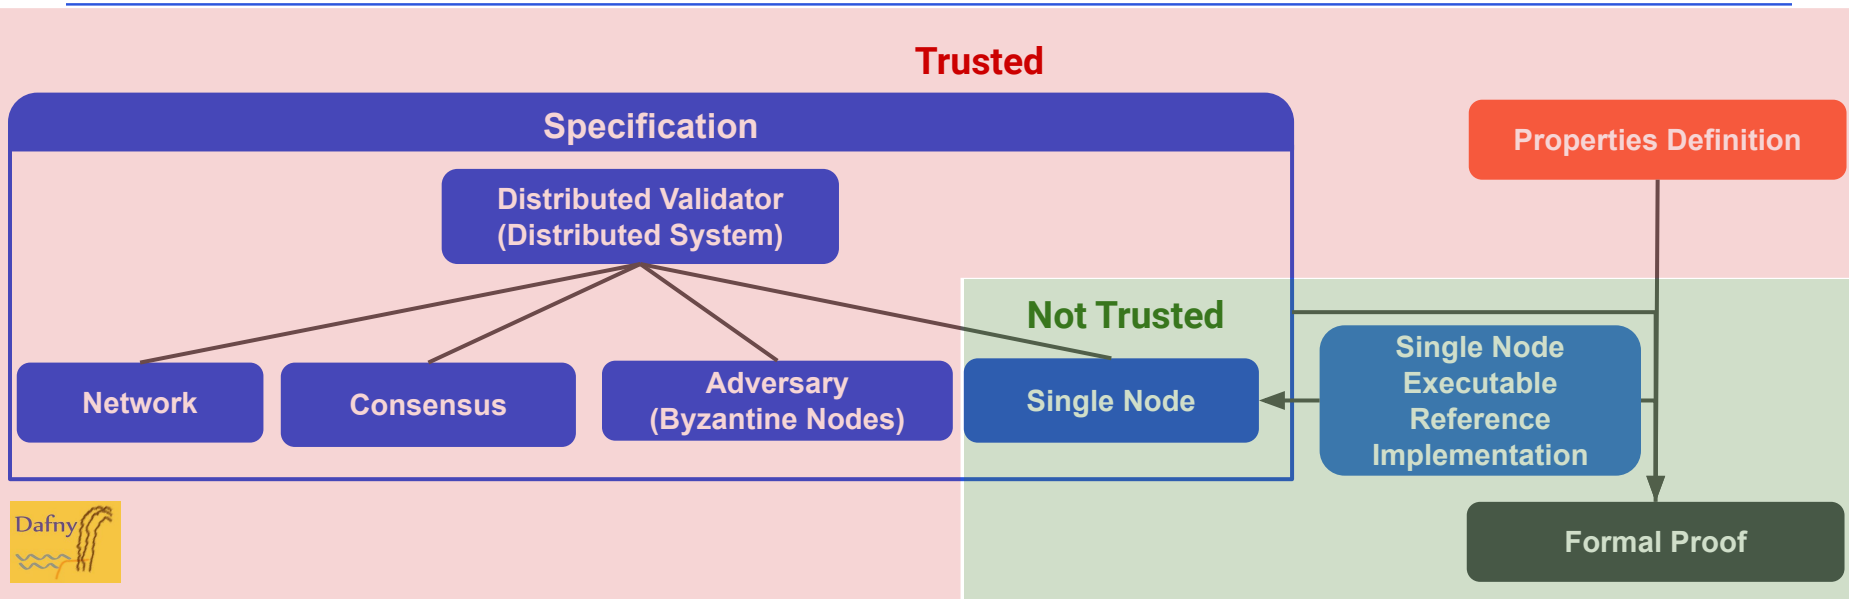 Trusted
Specification
Properties Definition
Distributed Validator
(Distributed System)
Not Trusted
Network
Consensus
Adversary
(Byzantine Nodes)
Single Node
Single Node
Executable
Reference
Implementation
Dafny
Formal Proof